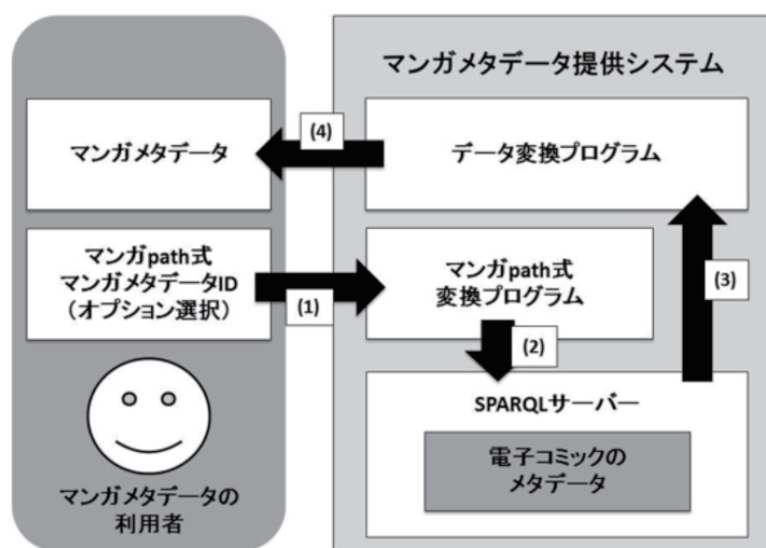 マンガメタデータ提供システム
マンガメタデータ
(4)
データ変換プログラム
マンガpath式
マンガメタデータID
（オプション選択）
(1)
マンガpath式
変換プログラム
(3)
(2)
SPARQLサーバー
電子コミックの
メタデータ
マンガメタデータの
利用者